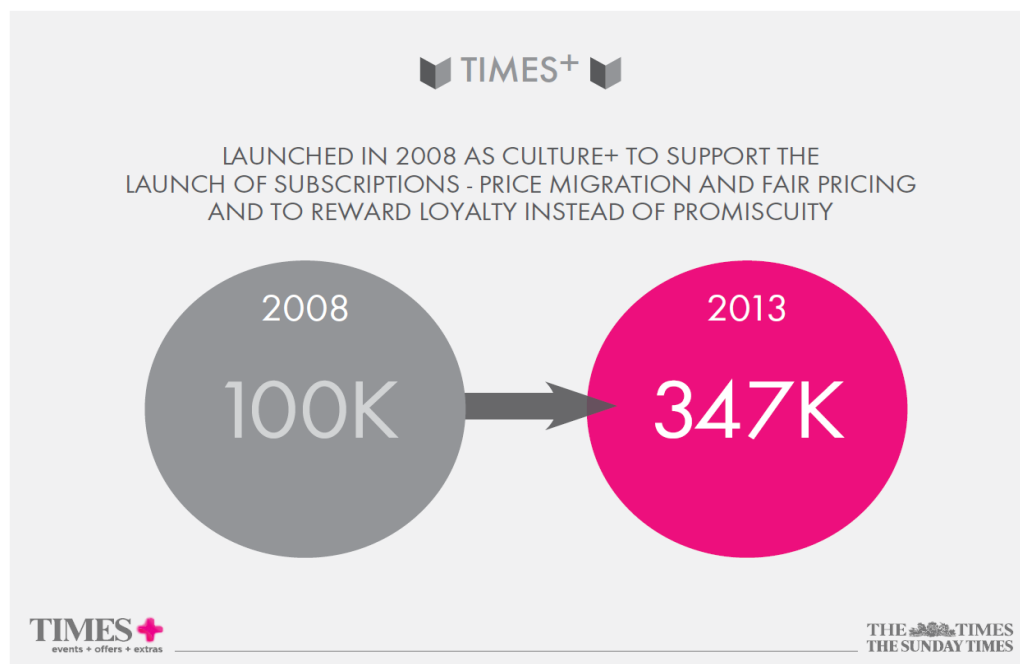 TIMES+
LAUNCHED IN 2008 AS CULTURE+ TO SUPPORT THE
LAUNCH OF SUBSCRIPTIONS - PRICE MIGRATION AND FAIR PRICING
AND TO REWARD LOYALTY INSTEAD OF PROMISCUITY
2008
100K
2013
347K
TIMES+
events + offers + extras
THE TIMES
THE SUNDAY TIMES